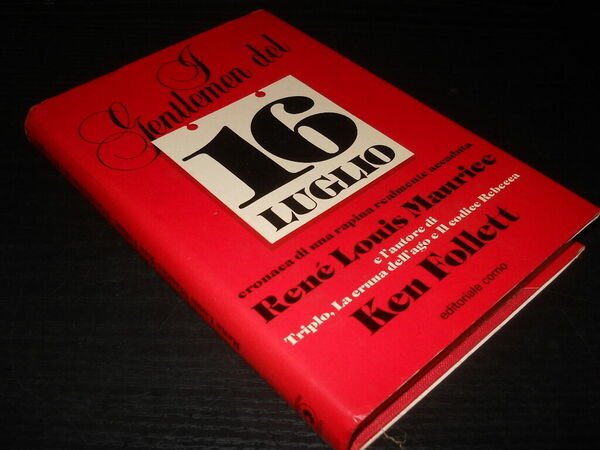 I
Gentlemen del
16
LUGLIO
cronaca di una rapina realmente accaduta
René Louis Maurice
e l'autore di
Triplo, La cruna dell'ago e Il codice Rebecca
Ken Follett
editoriale corno